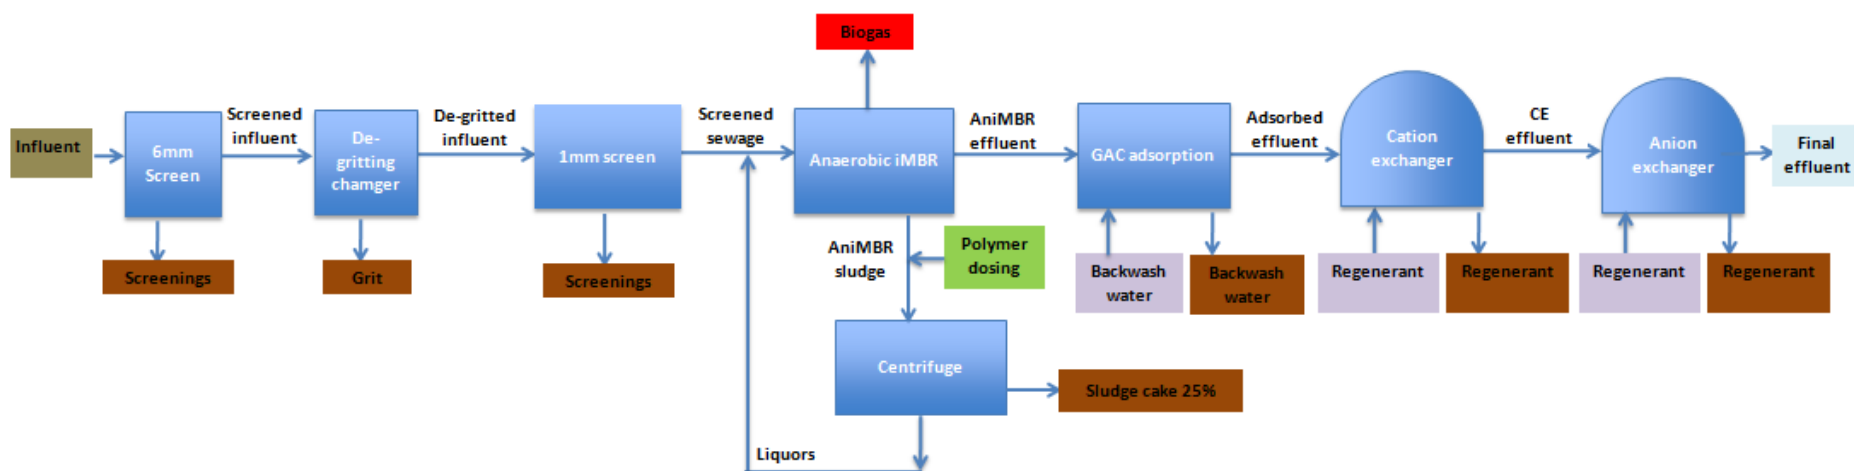 Biogas
Influent
6mm
Screen
Screened
influent
De-
gritting
chamger
De-gritted
influent
1mm screen
Screened
sewage
Anaerobic iMBR
AniMBR
effluent
GAC adsorption
Adsorbed
effluent
Cation
exchanger
CE
effluent
Anion
exchanger
Final
effluent
Screenings
Grit
Screenings
AniMBR
sludge
Polymer
dosing
Backwash
water
Backwash
water
Regenerant
Regenerant
Regenerant
Regenerant
Centrifuge
Sludge cake 25%
Liquors